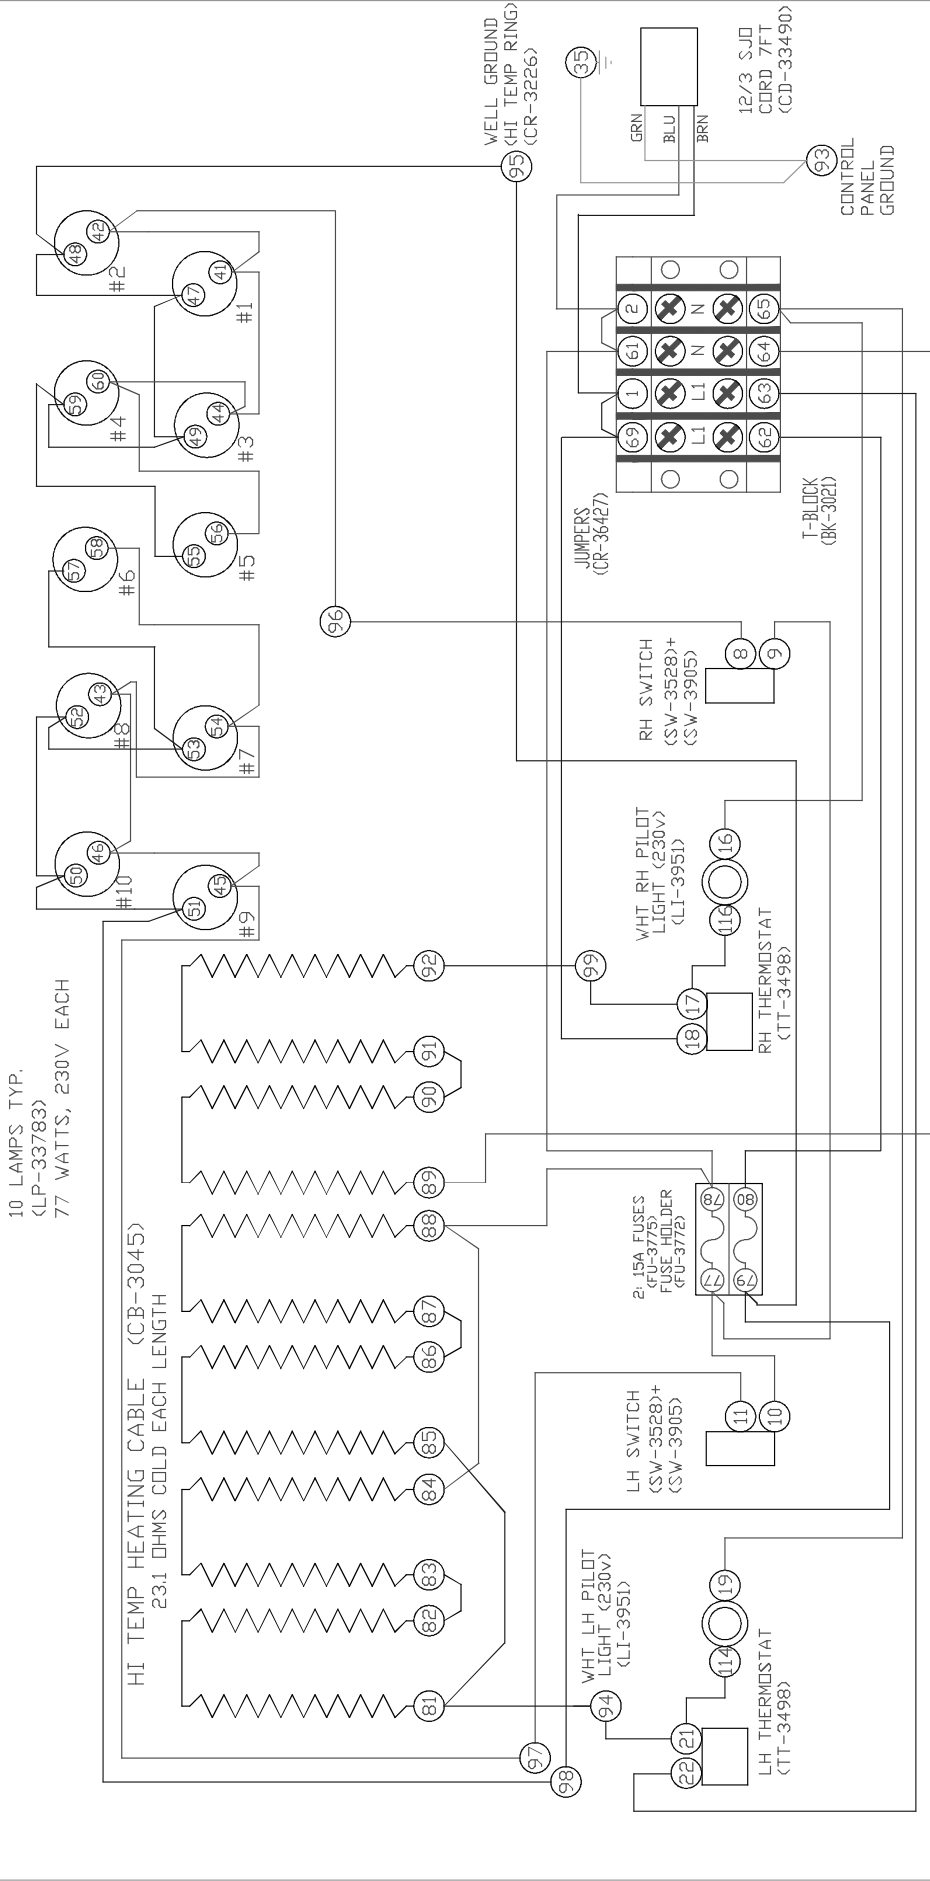 10 LAMPS TYP.
(LP-33783)
77 WATTS, 230V EACH
HI TEMP HEATING CABLE (CB-3045)
23.1 OHMS COLD EACH LENGTH
#10
#8
#6
#4
#2
50
46
52
43
57
58
59
60
48
42
#9
#7
#5
#3
#1
51
45
53
54
55
56
49
44
47
41
81
82
83
84
85
86
87
88
89
90
91
92
96
95
WELL GROUND
(HI TEMP RING)
(CR-3226)
97
98
94
99
35
WHT LH PILOT
LIGHT (230v)
(LI-3951)
LH SWITCH
(SW-3528)+
(SW-3905)
2: 15A FUSES
(FU-3775)
FUSE HOLDER
(FU-3772)
WHT RH PILOT
LIGHT (230v)
(LI-3951)
RH SWITCH
(SW-3528)+
(SW-3905)
JUMPERS
(CR-36427)
69
1
61
2
L1
L1
N
N
62
63
64
65
GRN
BLU
BRN
12/3 SJO
CORD 7FT
(CD-33490)
22
21
114
19
11
10
77
78
79
80
18
17
116
16
8
9
93
LH THERMOSTAT
(TT-3498)
RH THERMOSTAT
(TT-3498)
T-BLOCK
(BK-3021)
CONTROL
PANEL
GROUND